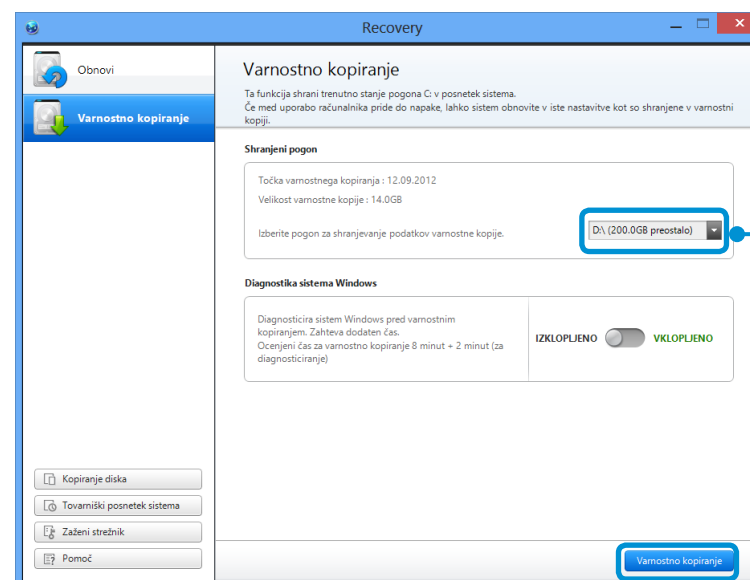 Recovery
Obnovi
Varnostno kopiranje
Varnostno kopiranje
Ta funkcija shrani trenutno stanje pogona C: v posnetek sistema.
Če med uporabo računalnika pride do napake, lahko sistem obnovite v iste nastavitve kot so shranjene v varnostni
kopiji.
Shranjeni pogon
Točka varnostnega kopiranja : 12.09.2012
Velikost varnostne kopije : 14.0GB
Izberite pogon za shranjevanje podatkov varnostne kopije.
D:\ (200.0GB preostalo)
Diagnostika sistema Windows
Diagnosticira sistem Windows pred varnostnim
kopiranjem. Zahteva dodaten čas.
Ocenjeni čas za varnostno kopiranje 8 minut + 2 minut (za
diagnosticiranje)
IZKLOPLJENO
VKLOPLJENO
Kopiranje diska
Tovarniški posnetek sistema
Zaženi strežnik
Pomoč
Varnostno kopiranje